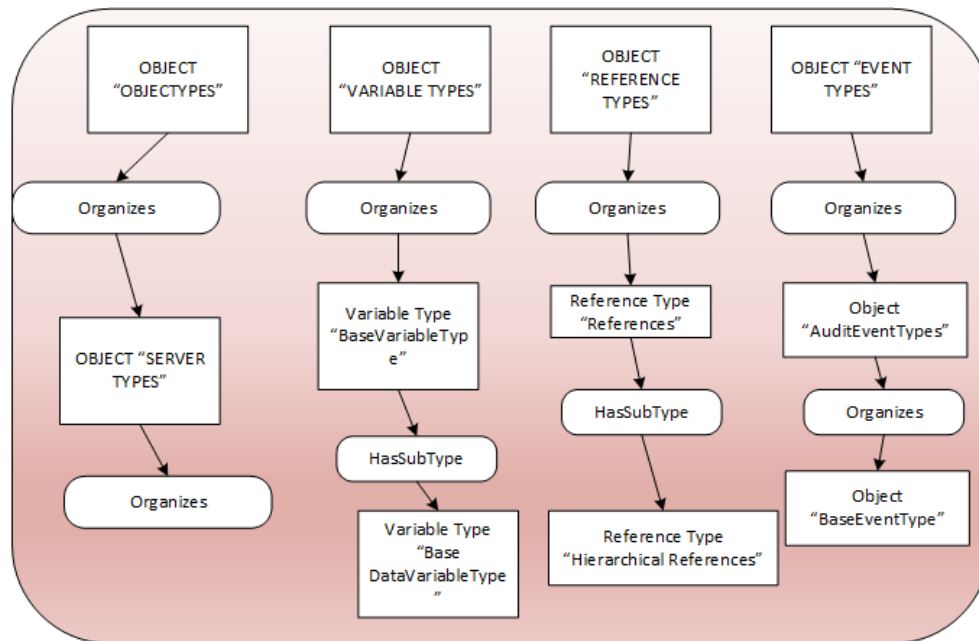 OBJECT
“OBJECTYPES”
Organizes
OBJECT “SERVER
TYPES”
Organizes
OBJECT
“VARIABLE TYPES”
Organizes
Variable Type
“BaseVariableTyp
e”
HasSubType
Variable Type
“Base
DataVariableType
”
OBJECT
“REFERENCE
TYPES”
Organizes
Reference Type
“References”
HasSubType
Reference Type
“Hierarchical References”
OBJECT “EVENT
TYPES”
Organizes
Object
“AuditEventTypes”
Organizes
Object
“BaseEventType”